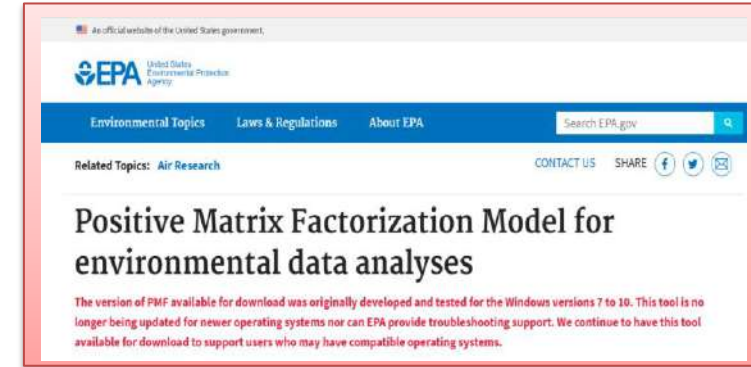 An official website of the United States government.
EPA
United States
Environmental Protection
Agency
Environmental Topics Laws & Regulations About EPA Search EPA.gov
Related Topics: Air Research CONTACT US SHARE
Positive Matrix Factorization Model for
environmental data analyses
The version of PMF available for download was originally developed and tested for the Windows versions 7 to 10. This tool is no
longer being updated for newer operating systems nor can EPA provide troubleshooting support. We continue to have this tool
available for download to support users who may have compatible operating systems.